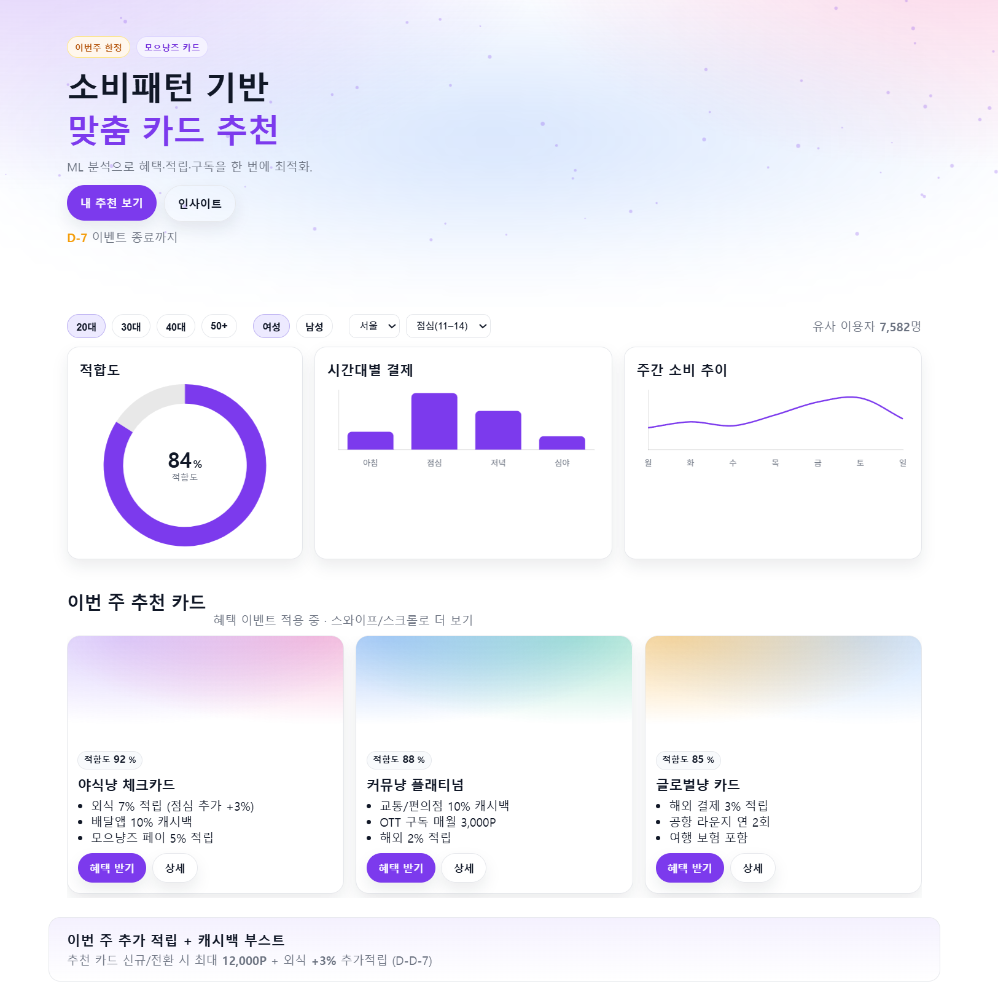 이번주 한정 모으냥즈 카드
소비패턴 기반
맞춤 카드 추천
ML 분석으로 혜택·적립·구독을 한 번에 최적화.
내 추천 보기 인사이트
D-7 이벤트 종료까지
20대 30대 40대 50+ 여성 남성 서울 점심(11–14) 유사 이용자 7,582명
적합도
84%
적합도
시간대별 결제
아침 점심 저녁 심야
주간 소비 추이
월 화 수 목 금 토 일
이번 주 추천 카드
혜택 이벤트 적용 중 · 스와이프/스크롤로 더 보기
적합도 92 %
야식냥 체크카드
• 외식 7% 적립 (점심 추가 +3%)
• 배달앱 10% 캐시백
• 모으냥즈 페이 5% 적립
혜택 받기 상세
적합도 88 %
커뮤냥 플래티넘
• 교통/편의점 10% 캐시백
• OTT 구독 매월 3,000P
• 해외 2% 적립
혜택 받기 상세
적합도 85 %
글로벌냥 카드
• 해외 결제 3% 적립
• 공항 라운지 연 2회
• 여행 보험 포함
혜택 받기 상세
이번 주 추가 적립 + 캐시백 부스트
추천 카드 신규/전환 시 최대 12,000P + 외식 +3% 추가적립 (D-D-7)